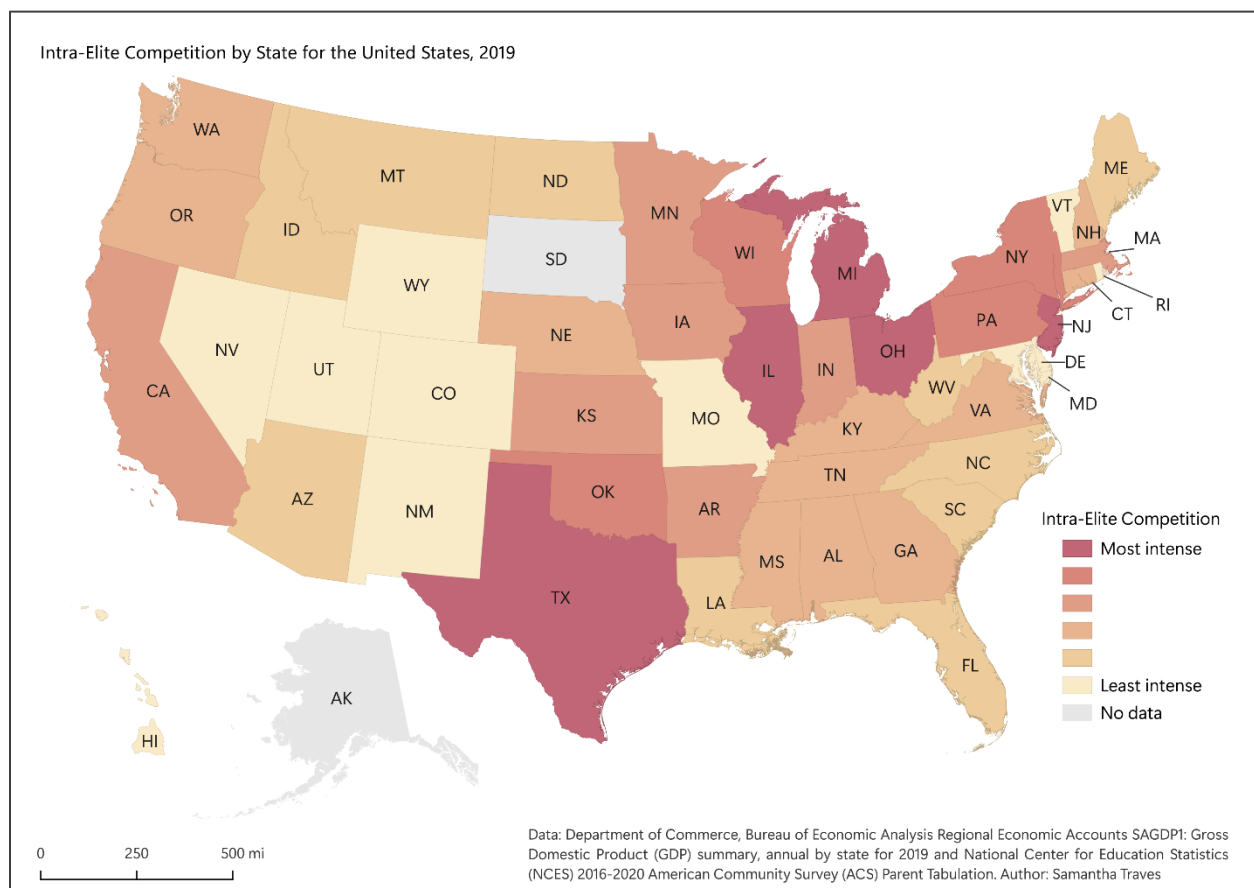 Intra-Elite Competition by State for the United States, 2019
WA
MT
ND
ME
OR
ID
MN
VT
NH
MA
SD
WI
NY
WY
MI
RI
CT
IA
PA
NJ
NE
NV
OH
DE
UT
IL
IN
CA
CO
WV
MD
MO
VA
KS
KY
NC
TN
AZ
OK
NM
AR
SC
Intra-Elite Competition
Most intense
MS
AL
GA
TX
LA
FL
Least intense
AK
No data
HI
Data: Department of Commerce, Bureau of Economic Analysis Regional Economic Accounts SAGDP1: Gross
Domestic Product (GDP) summary, annual by state for 2019 and National Center for Education Statistics
(NCES) 2016-2020 American Community Survey (ACS) Parent Tabulation. Author: Samantha Traves
0 250 500 mi